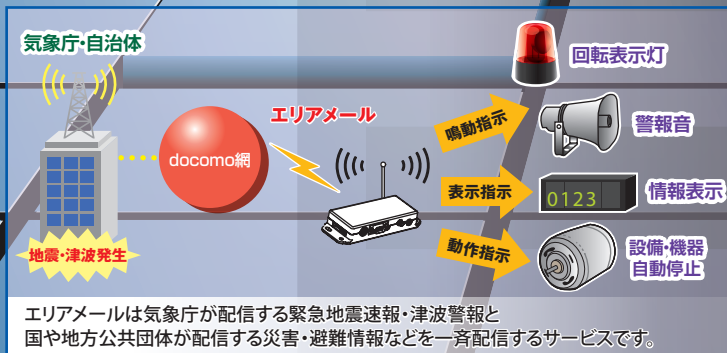 気象庁・自治体
地震・津波発生
docomo網
エリアメール
鳴動指示
表示指示
動作指示
回転表示灯
警報音
0123
情報表示
設備・機器
自動停止
エリアメールは気象庁が配信する緊急地震速報・津波警報と
国や地方公共団体が配信する災害・避難情報などを一斉配信するサービスです。